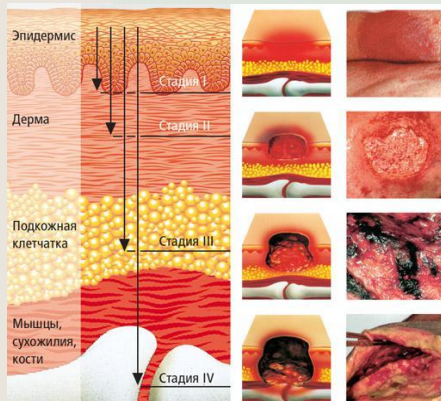 Эпидермис
Стадия I
Дерма
Стадия II
Подкожная
клетчатка
Стадия III
Мышцы,
сухожилия,
кости
Стадия IV